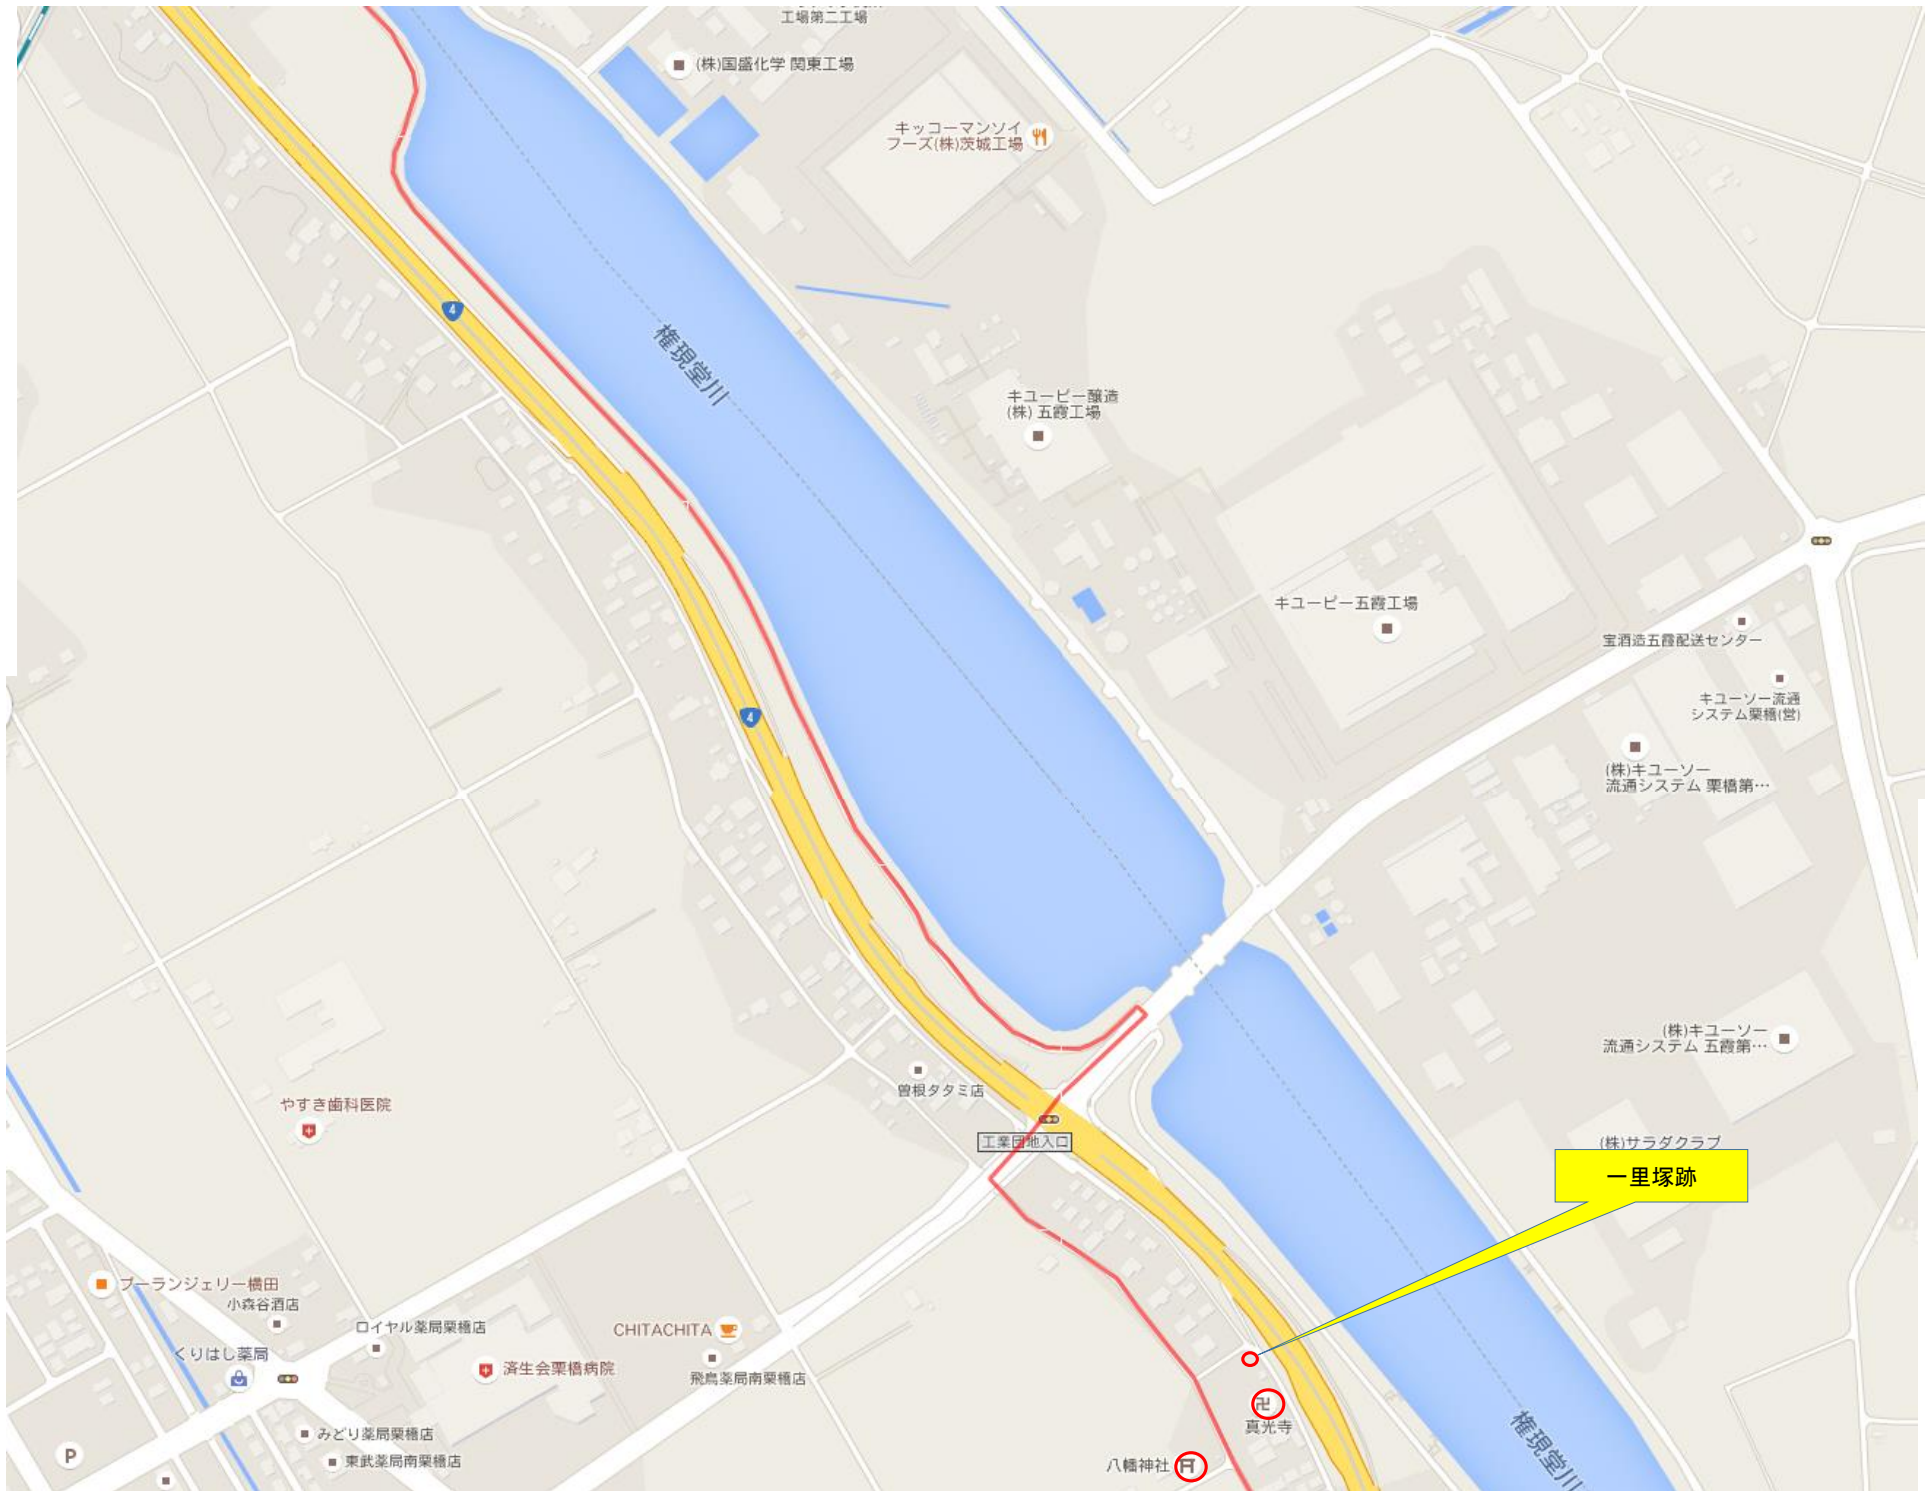 工場第二工場
(株)国盛化学 関東工場
キッコーマンソイ
フーズ(株)茨城工場
4
権現堂川
キユーピー醸造
(株) 五霞工場
キユーピー五霞工場
宝酒造五霞配送センター
キユーソー流通
システム栗橋(営)
4
(株)キユーソー
流通システム 栗橋第…
(株)キユーソー
流通システム 五霞第…
曽根タタミ店
やすき歯科医院
工業団地入口
(株)サラダクラブ
一里塚跡
ブーランジェリー横田
小森谷酒店
ロイヤル薬局栗橋店
CHITACHITA
くりはし薬局
済生会栗橋病院
飛鳥薬局南栗橋店
真光寺
みどり薬局栗橋店
P
東武薬局南栗橋店
八幡神社
権現堂川